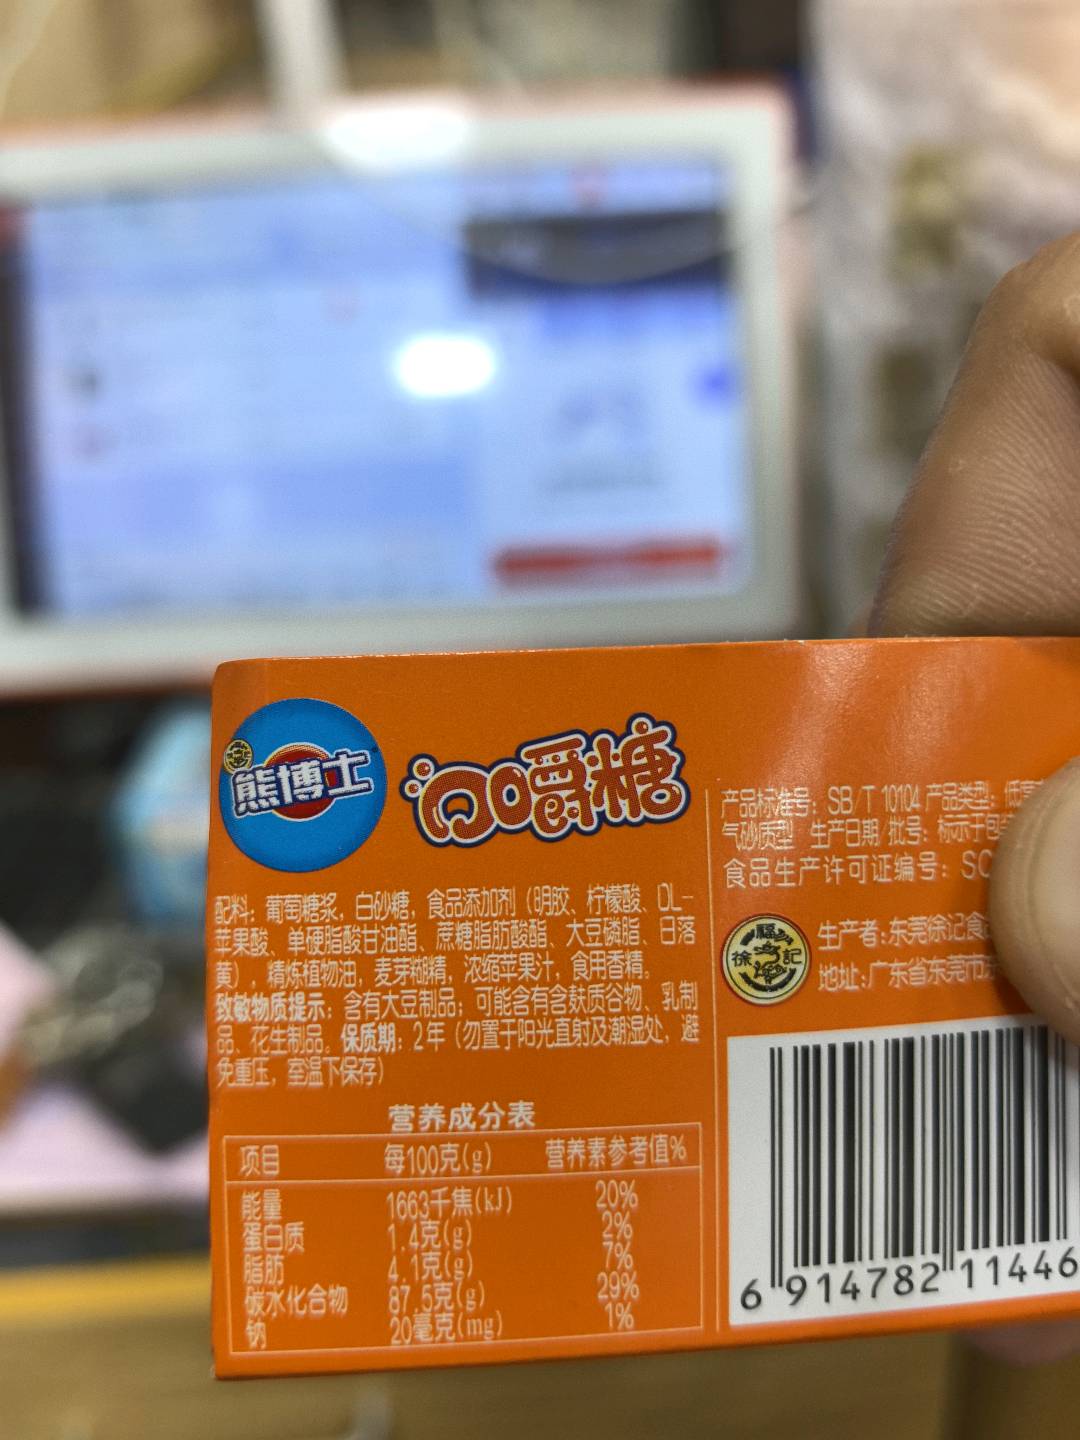 熊博士
口口嚼糖
配料：葡萄糖浆，白砂糖，食品添加剂（明胶、柠檬酸、DL-
苹果酸、单硬脂酸甘油酯、蔗糖脂肪酸酯、大豆磷脂、日落
黄），精炼植物油，麦芽糊精，浓缩苹果汁，食用香精。
致敏物质提示：含有大豆制品；可能含有含麸质谷物、乳制
品、花生制品。保质期：2年（勿置于阳光直射及潮湿处，避
免重压，室温下保存）
营养成分表
项目 每100克(g) 营养素参考值%
能量 1663千焦(kJ) 20%
蛋白质 1.4克(g) 2%
脂肪 4.1克(g) 7%
碳水化合物 87.5克(g) 29%
钠 20毫克(mg) 1%
产品标准号：SB/T 10104 产品类型：低高
气砂质型 生产日期/批号：标示于包
食品生产许可证编号：SC
徐福記
生产者：东莞徐记食
地址：广东省东莞市
6 914782 11446